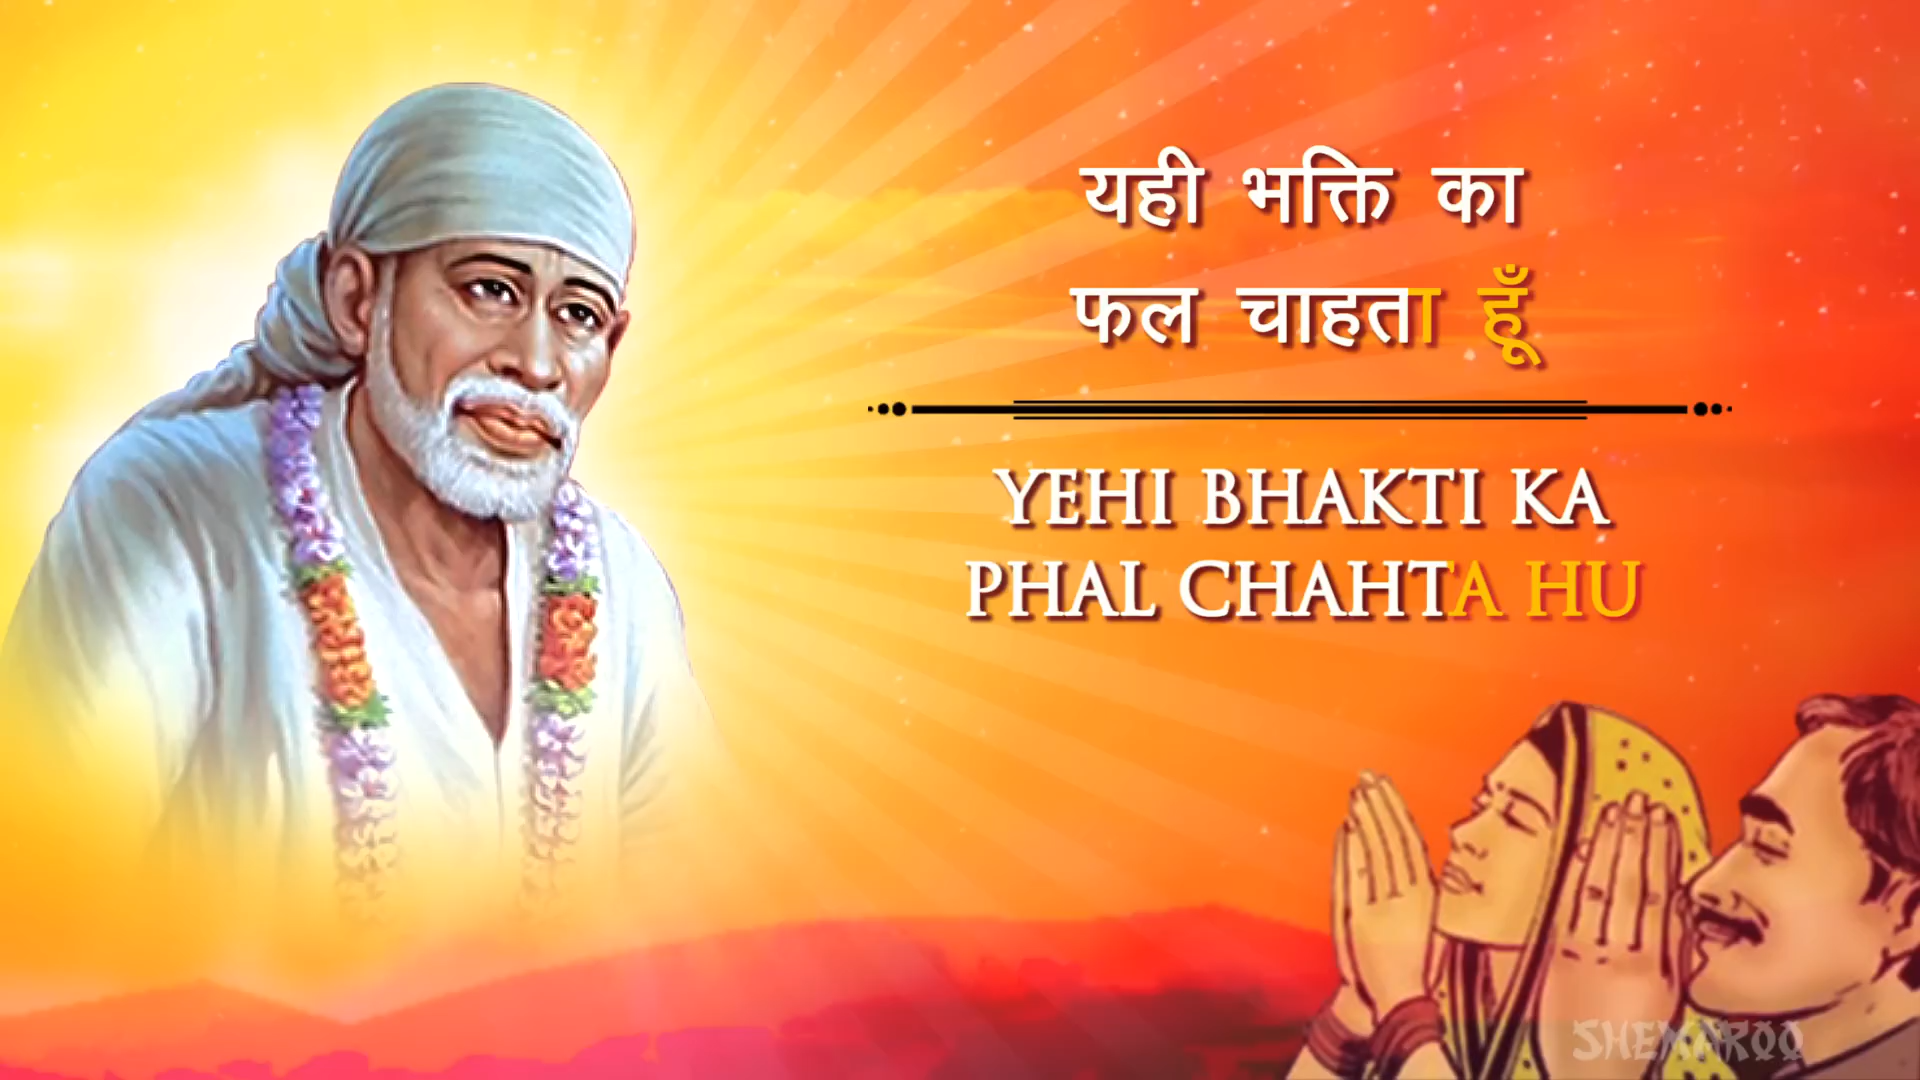 यही भक्ति का
फल चाहता हूँ
YEHI BHAKTI KA
PHAL CHAHTA HU
SHEMAROO